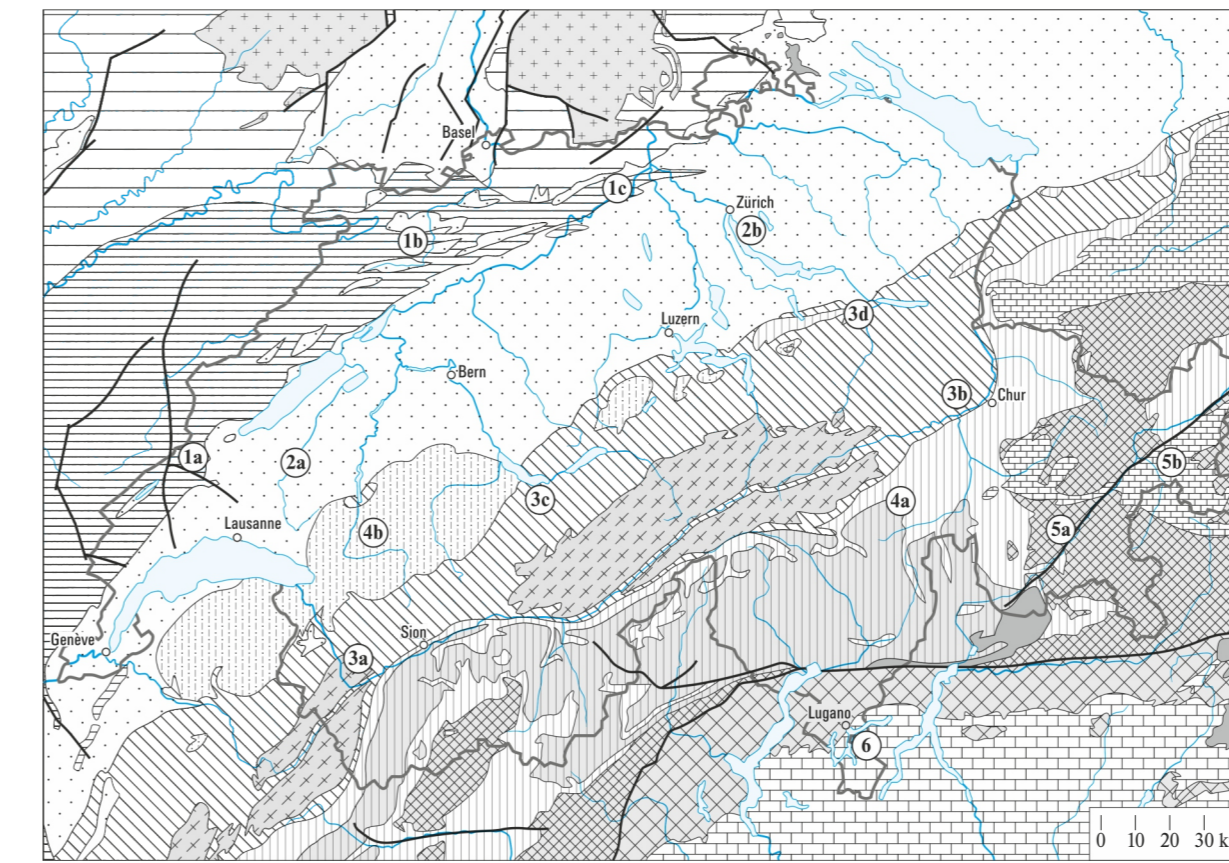 Basel
1c
Zürich
1b
2b
3d
Luzern
Bern
3b
Chur
1a
2a
5b
3c
4a
Lausanne
4b
5a
Genève
Sion
3a
Lugano
6
0 10 20 30 k